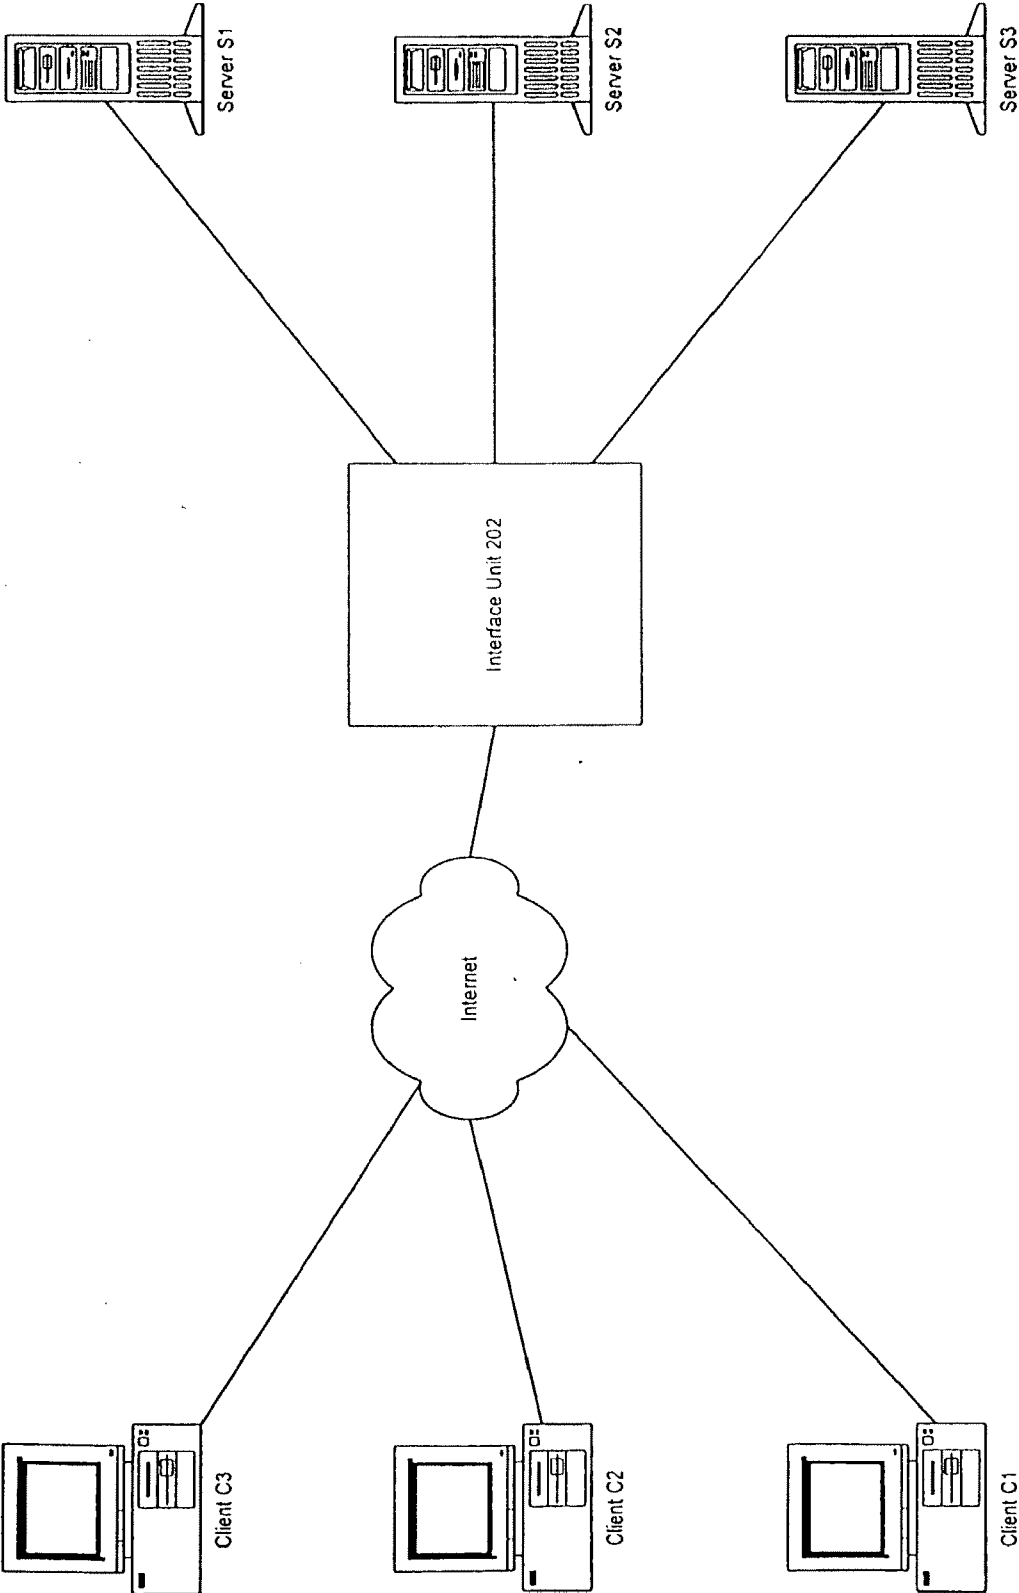 Client C3
Server S1
Client C2
Internet
Interface Unit 202
Server S2
Client C1
Server S3